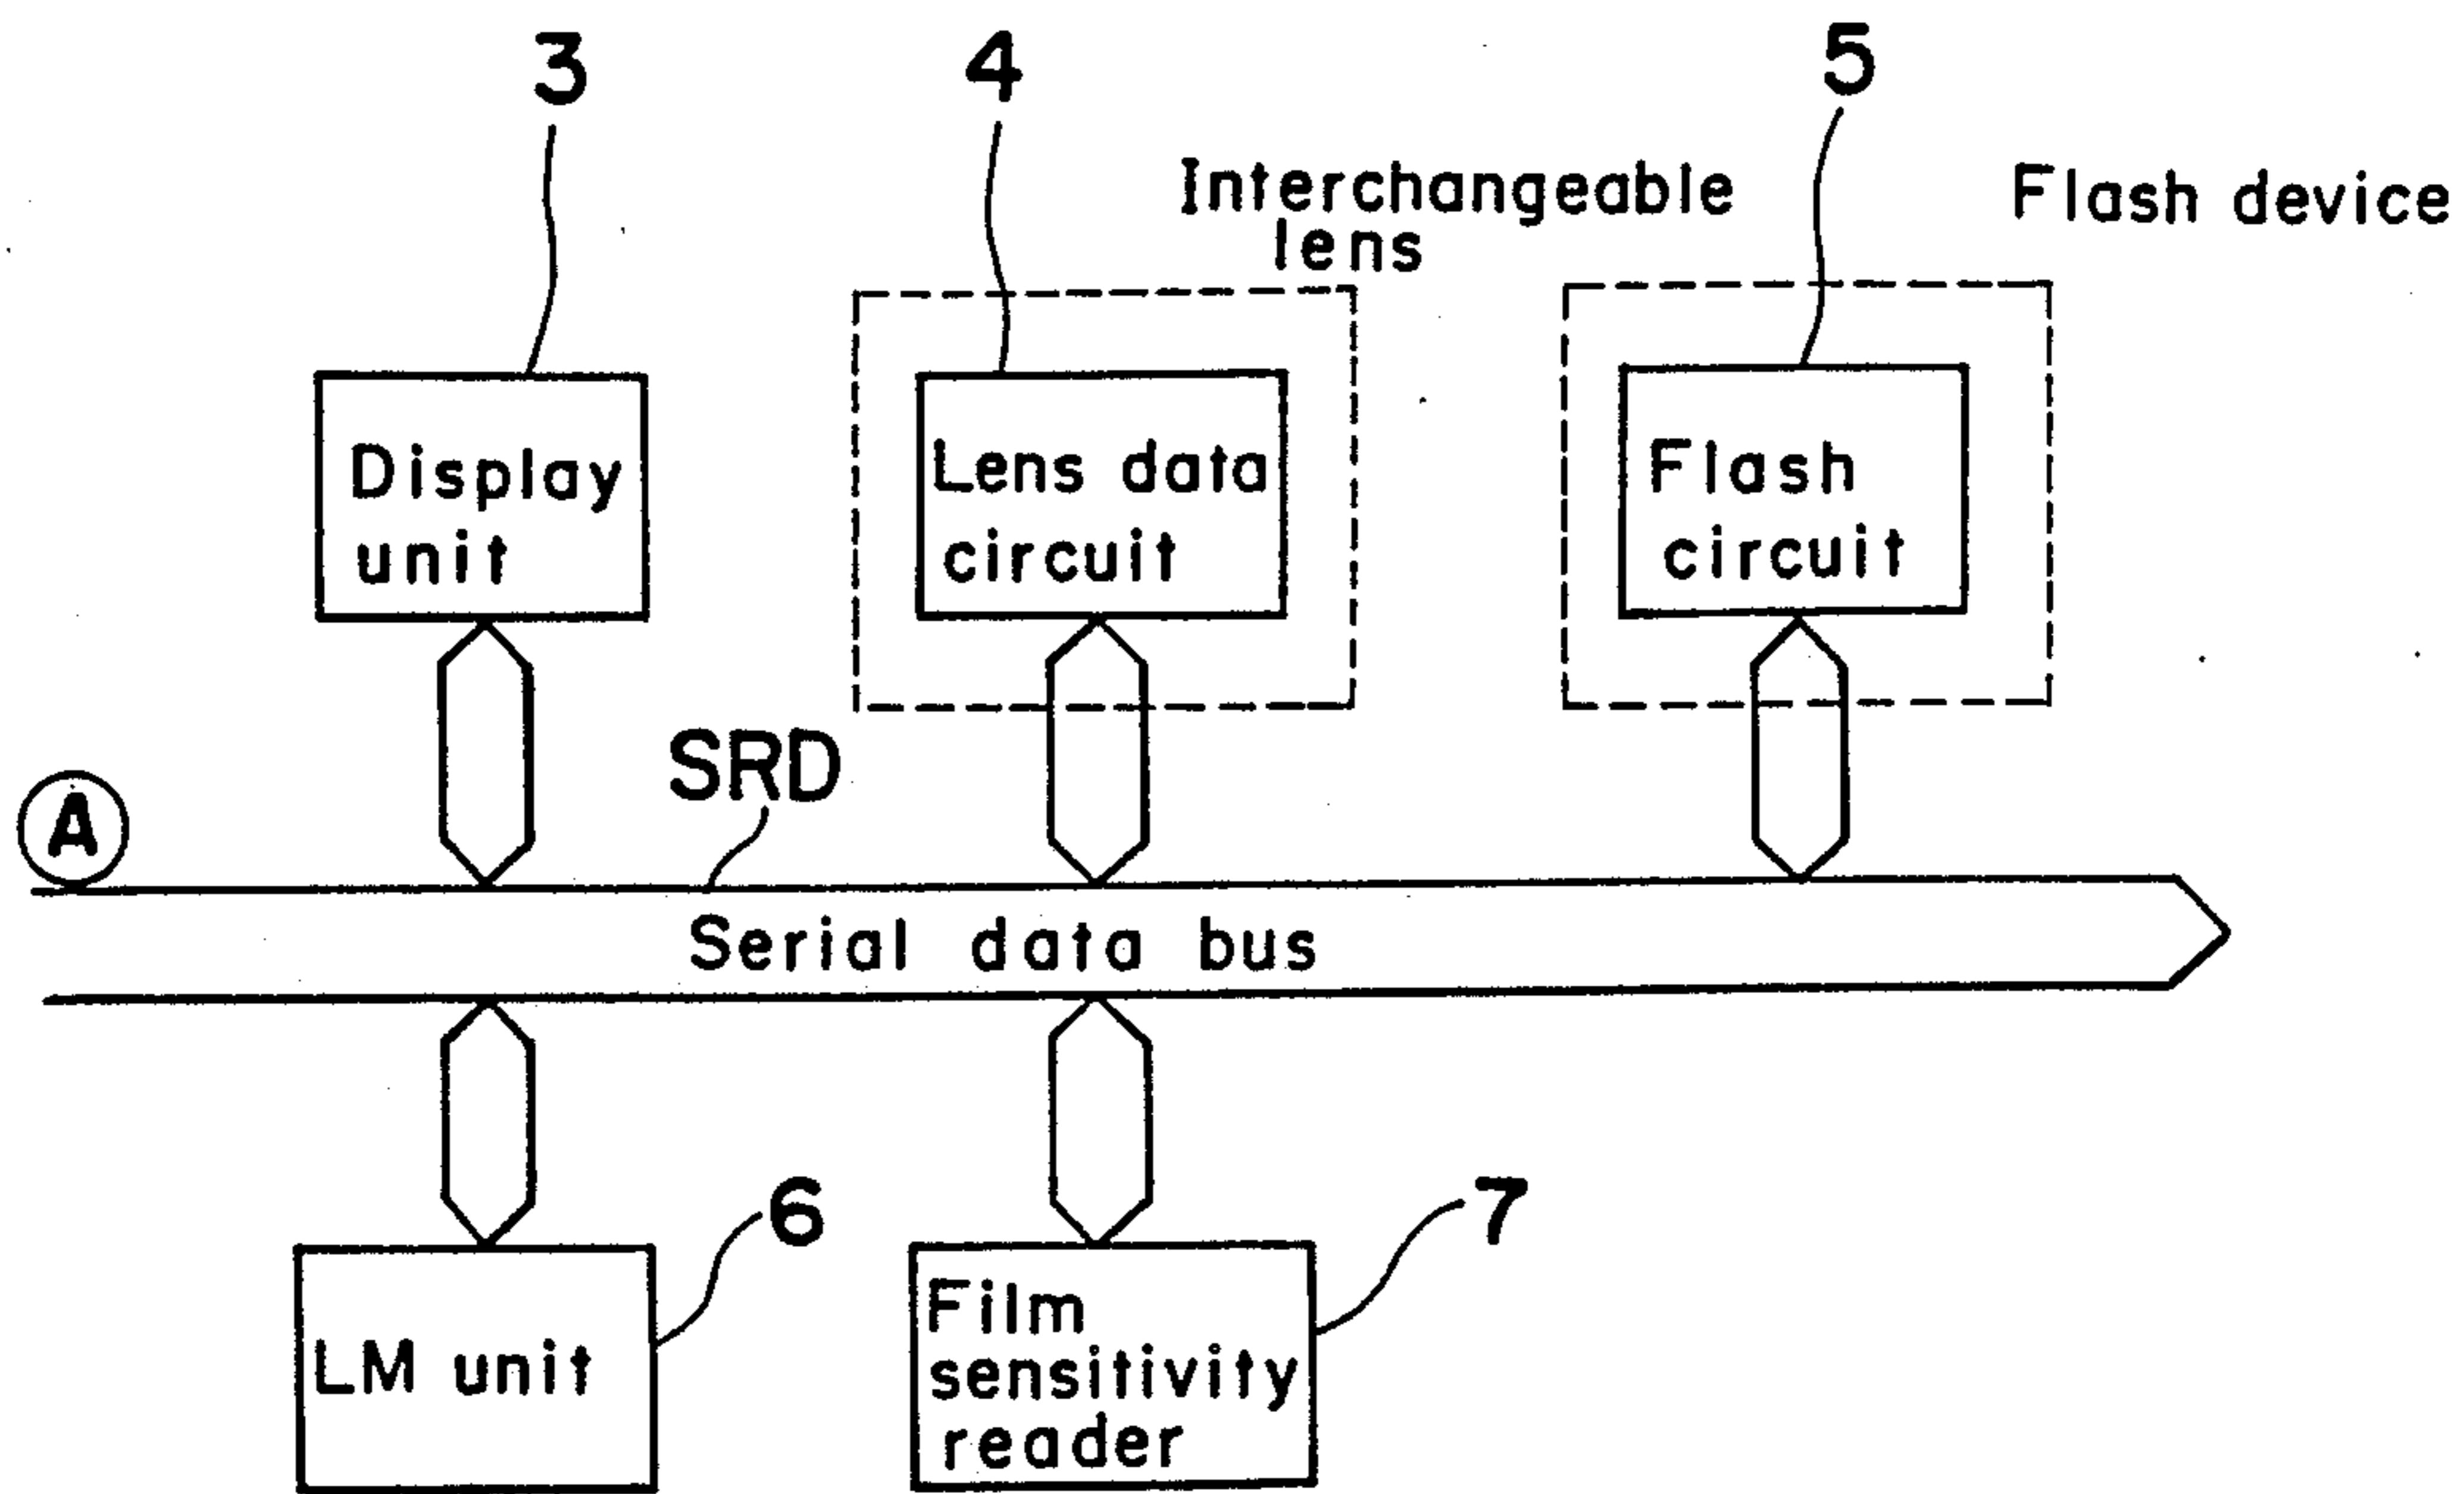 3
4
5
Interchangeable
lens
Flash device
Display
unit
Lens data
circuit
Flash
circuit
SRD
A
Serial data bus
6
7
LM unit
Film
sensitivity
reader